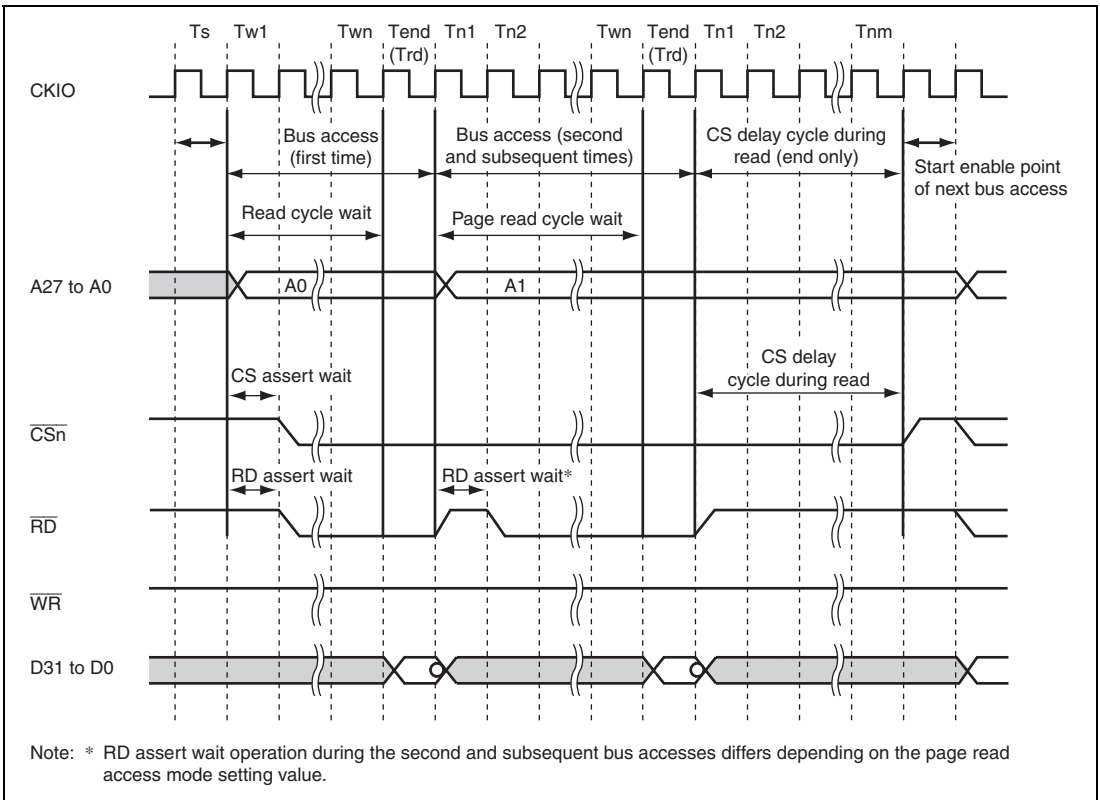 Ts Tw1 Twn Tend Tn1 Tn2 Twn Tend Tn1 Tn2 Tnm
(Trd) (Trd)
CKIO
Bus access
(first time)
Bus access (second
and subsequent times)
CS delay cycle during
read (end only)
Start enable point
of next bus access
Read cycle wait
Page read cycle wait
A27 to A0
A0
A1
CS assert wait
CS delay
cycle during read
CSn
RD assert wait
RD assert wait*
RD
WR
D31 to D0
Note: * RD assert wait operation during the second and subsequent bus accesses differs depending on the page read
access mode setting value.